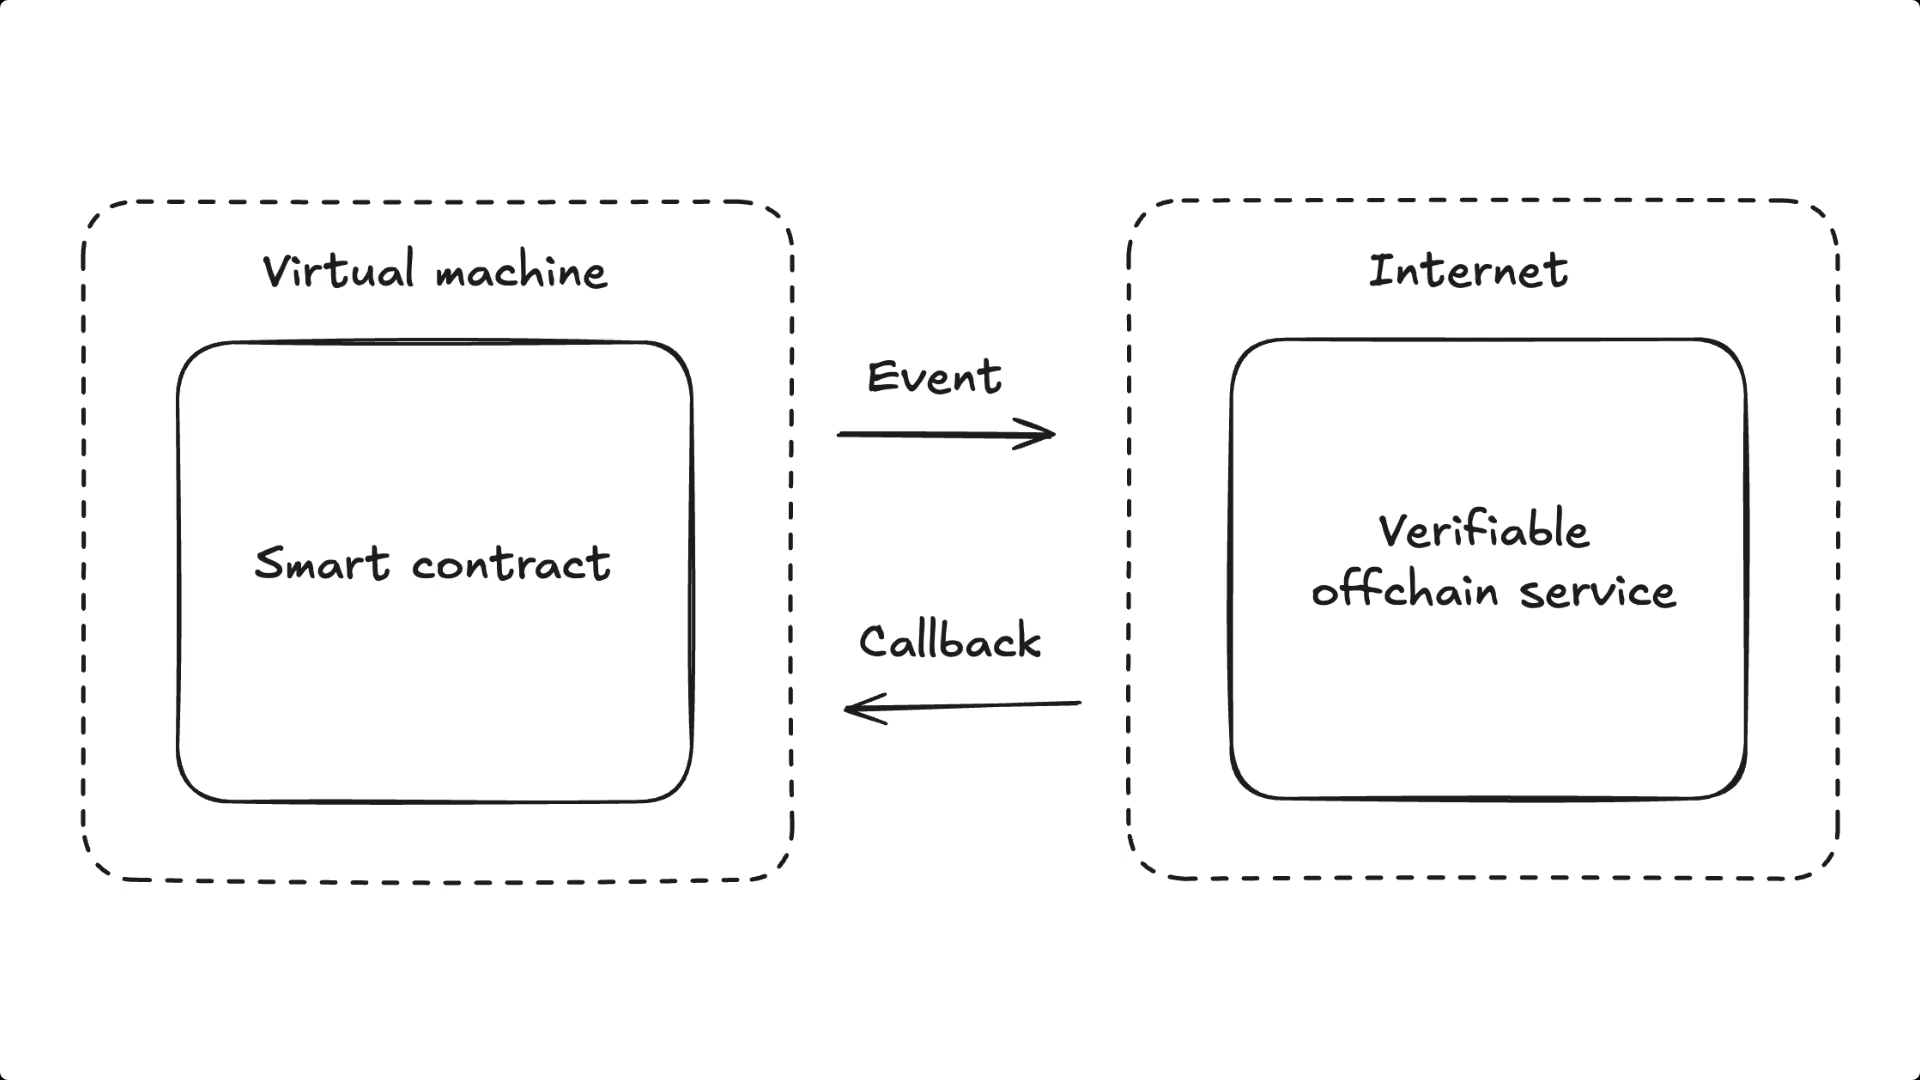 Virtual machine
Smart contract
Event
Callback
Internet
Verifiable
offchain service